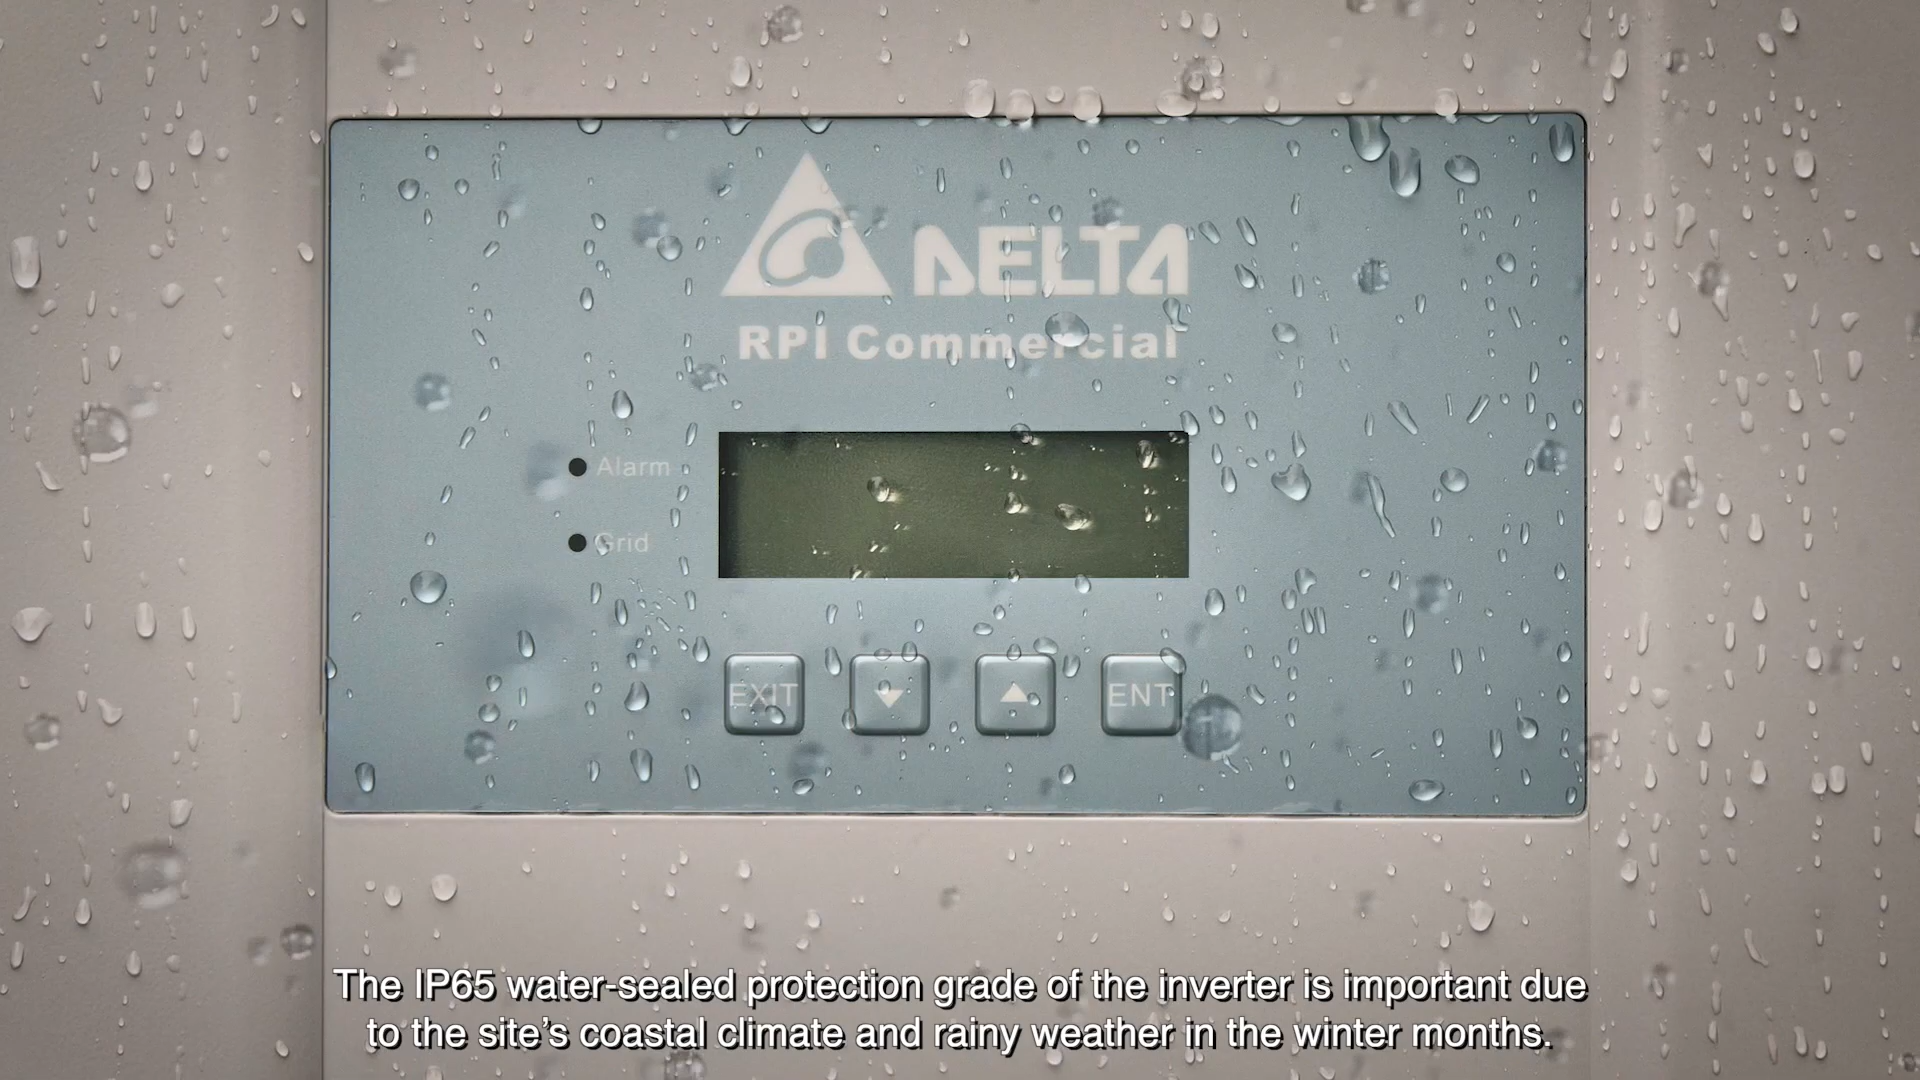 DELTA
RPI Commercial
Alarm
Grid
EXIT
ENT
The IP65 water-sealed protection grade of the inverter is important due
to the site’s coastal climate and rainy weather in the winter months.